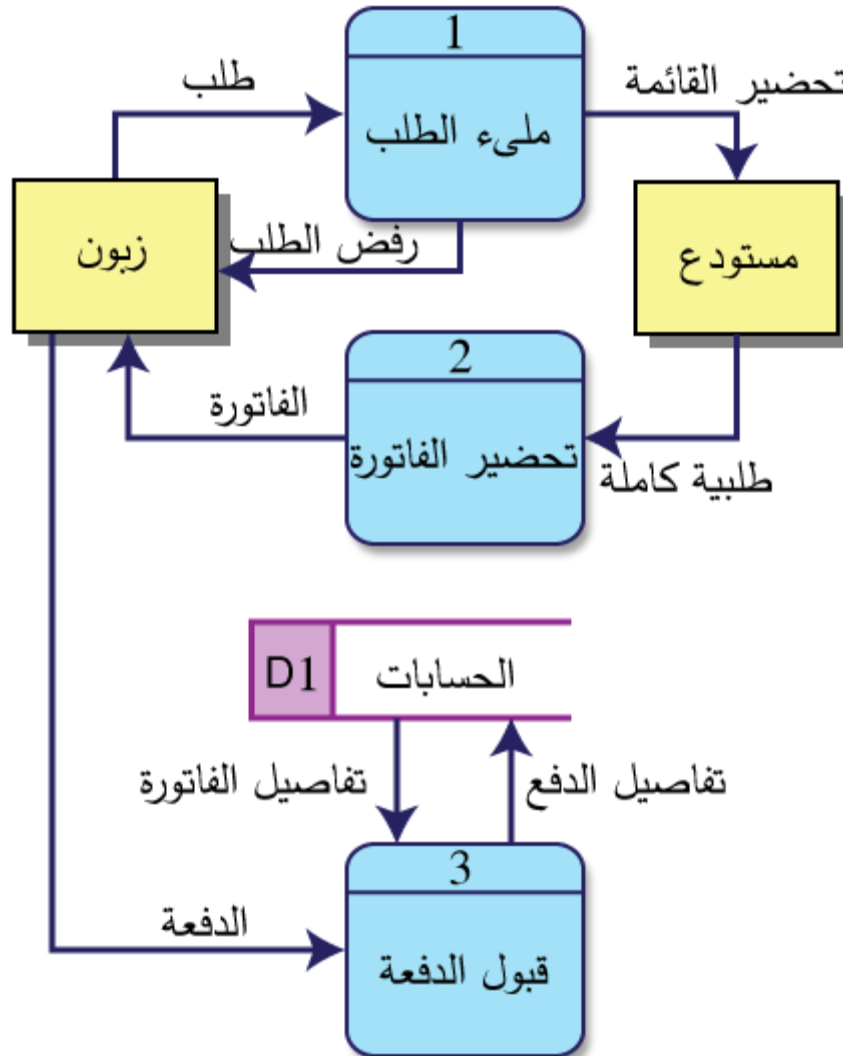 1
طلب
تحضير القائمة
ملىء الطلب
زبون
رفض الطلب
مستودع
2
الفاتورة
تحضير الفاتورة
طلبية كاملة
D1
الحسابات
تفاصيل الدفع
تفاصيل الفاتورة
3
الدفعة
قبول الدفعة